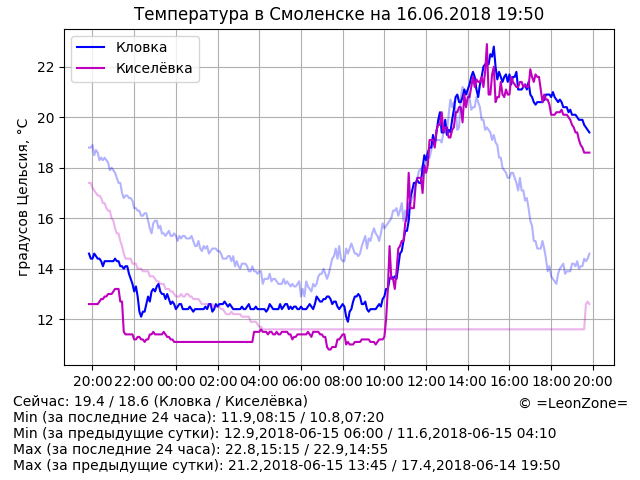 Температура в Смоленске на 16.06.2018 19:50
Кловка
Киселёвка
градусов Цельсия, °C
22
20
18
16
14
12
20:00 22:00 00:00 02:00 04:00 06:00 08:00 10:00 12:00 14:00 16:00 18:00 20:00
Сейчас: 19.4 / 18.6 (Кловка / Киселёвка)
© =LeonZone=
Min (за последние 24 часа): 11.9,08:15 / 10.8,07:20
Min (за предыдущие сутки): 12.9,2018-06-15 06:00 / 11.6,2018-06-15 04:10
Max (за последние 24 часа): 22.8,15:15 / 22.9,14:55
Max (за предыдущие сутки): 21.2,2018-06-15 13:45 / 17.4,2018-06-14 19:50